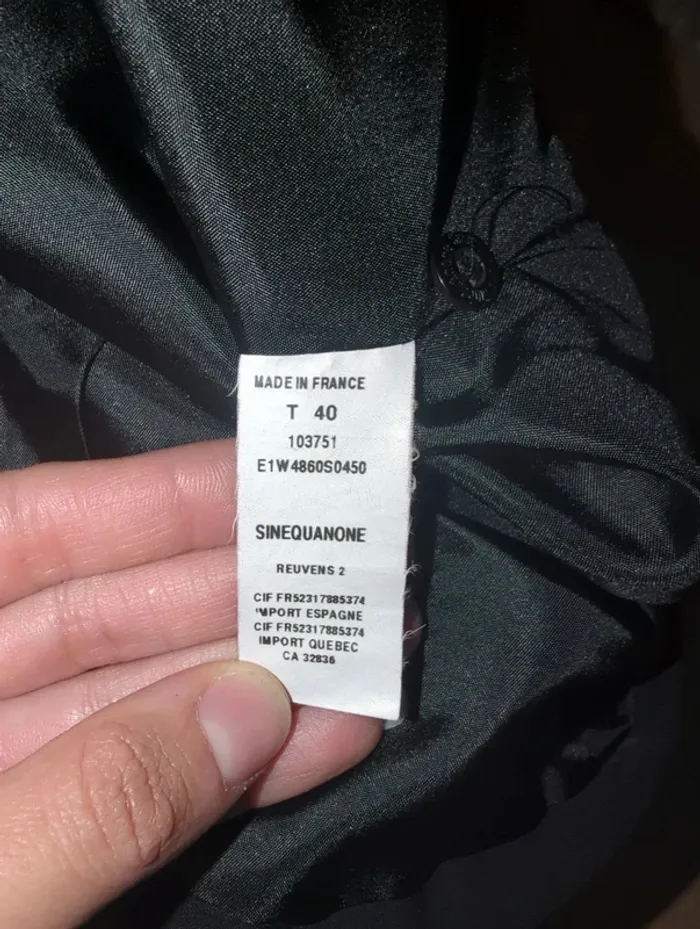 MADE IN FRANCE
T 40
103751
E1W4860S0450
SINEQUANONE
REUVENS 2
CIF FR52317885374
IMPORT ESPAGNE
CIF FR52317885374
IMPORT QUEBEC
CA 32836